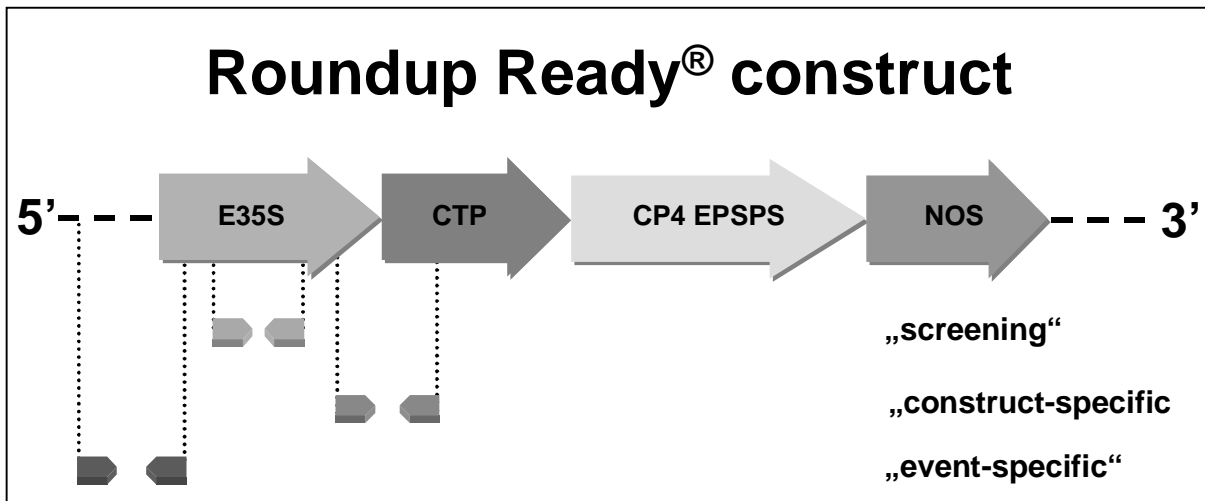 Roundup Ready® construct
5’ E35S CTP CP4 EPSPS NOS 3’
„screening“
„construct-specific
„event-specific“